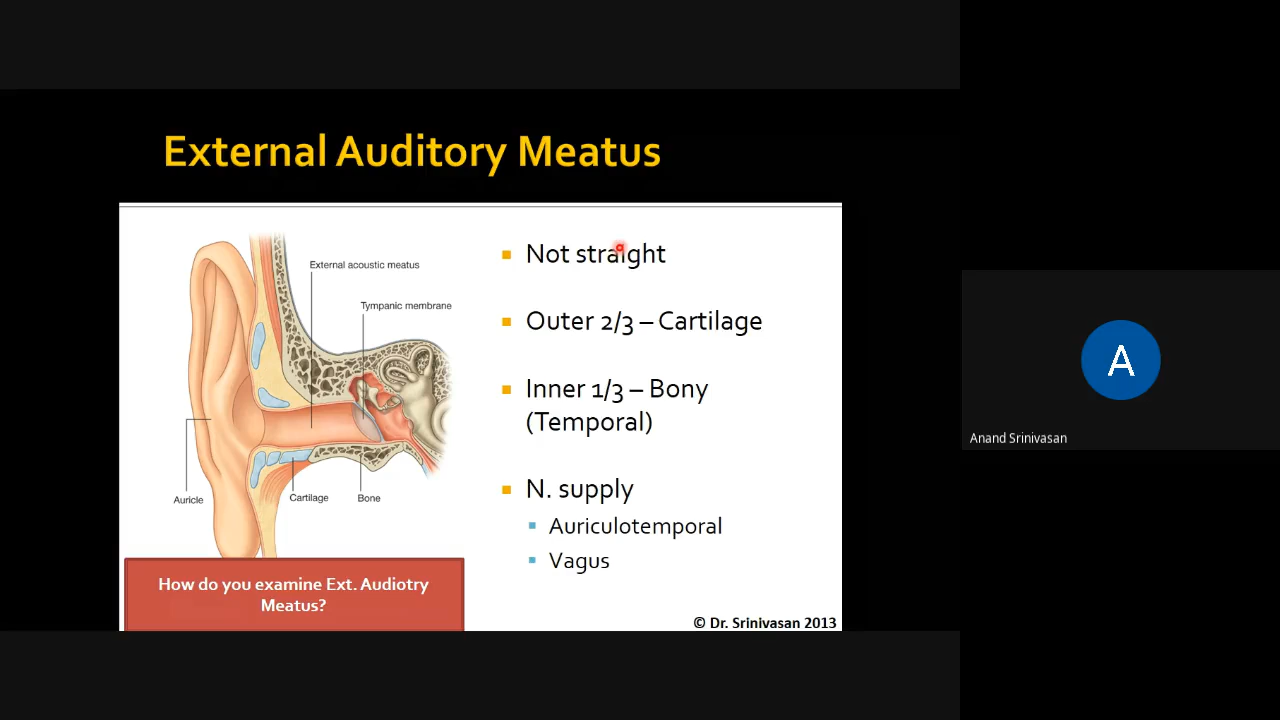 External Auditory Meatus
External acoustic meatus
Tympanic membrane
Auricle
Cartilage
Bone
How do you examine Ext. Audiotry
Meatus?
Not straight
Outer 2/3 – Cartilage
Inner 1/3 – Bony
(Temporal)
N. supply
Auriculotemporal
Vagus
© Dr. Srinivasan 2013
A
Anand Srinivasan